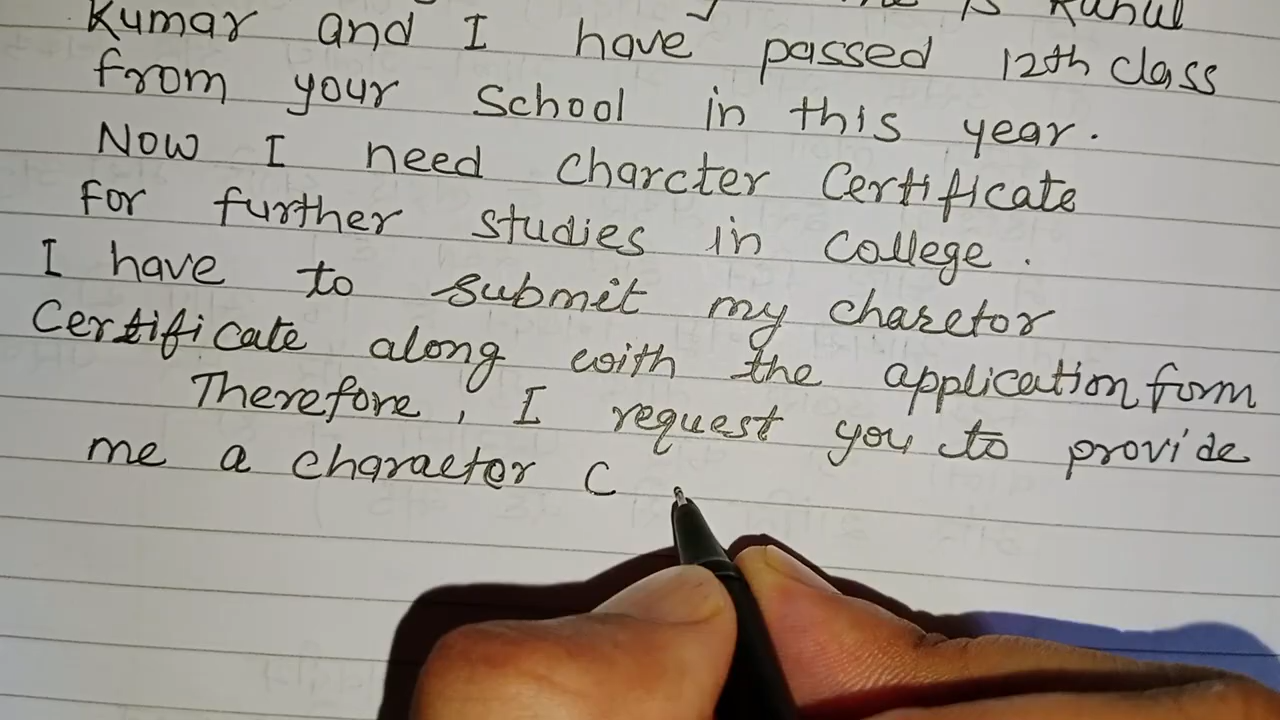 is Rahul
Kumar and I have passed 12th class
from your School in this year.
Now I need charcter Certificate
For further studies in college.
I have to submit my charetor
Certificate along with the application form
Therefore, I request you to provide
me a character C